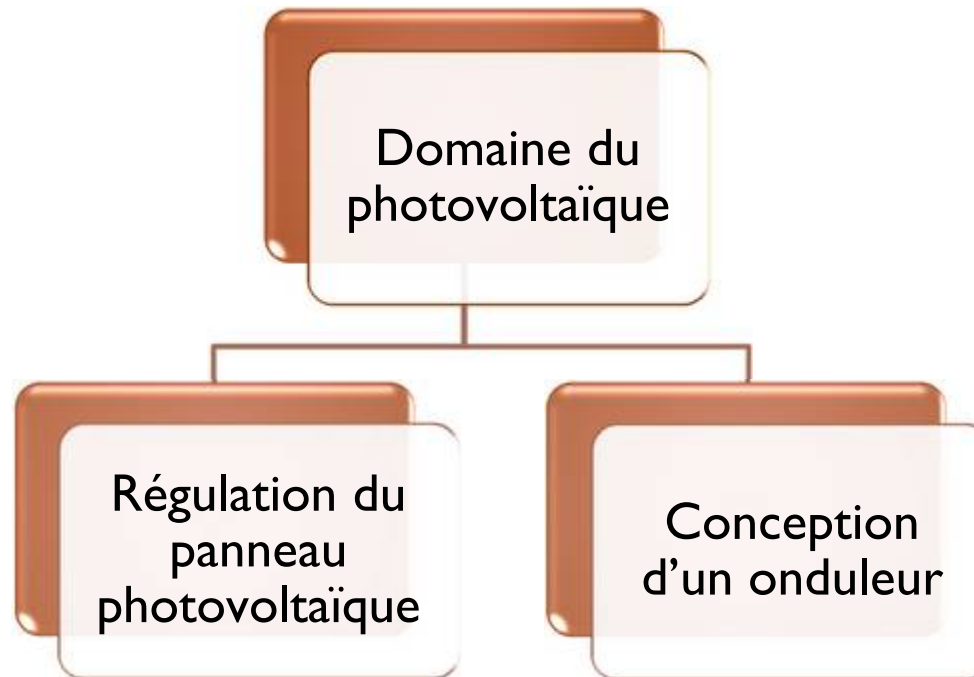 Domaine du
photovoltaïque
Régulation du
panneau
photovoltaïque
Conception
d’un onduleur